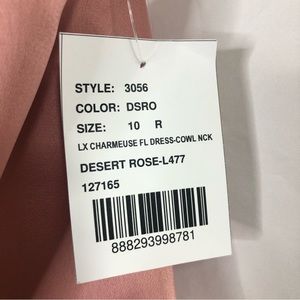 STYLE: 3056
COLOR: DSRO
SIZE: 10 R
LX CHARMEUSE FL DRESS-COWL NCK
DESERT ROSE-L477
127165
888293998781